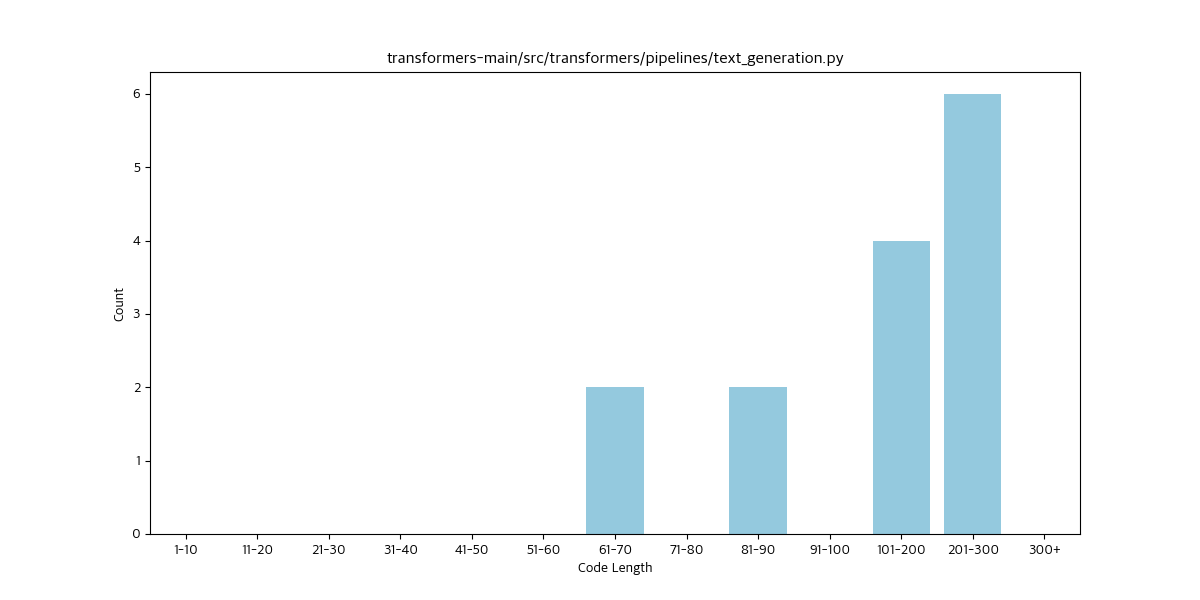 transformers-main/src/transformers/pipelines/text_generation.py
6
5
4
3
2
1
0
Count
1-10 11-20 21-30 31-40 41-50 51-60 61-70 71-80 81-90 91-100 101-200 201-300 300+
Code Length